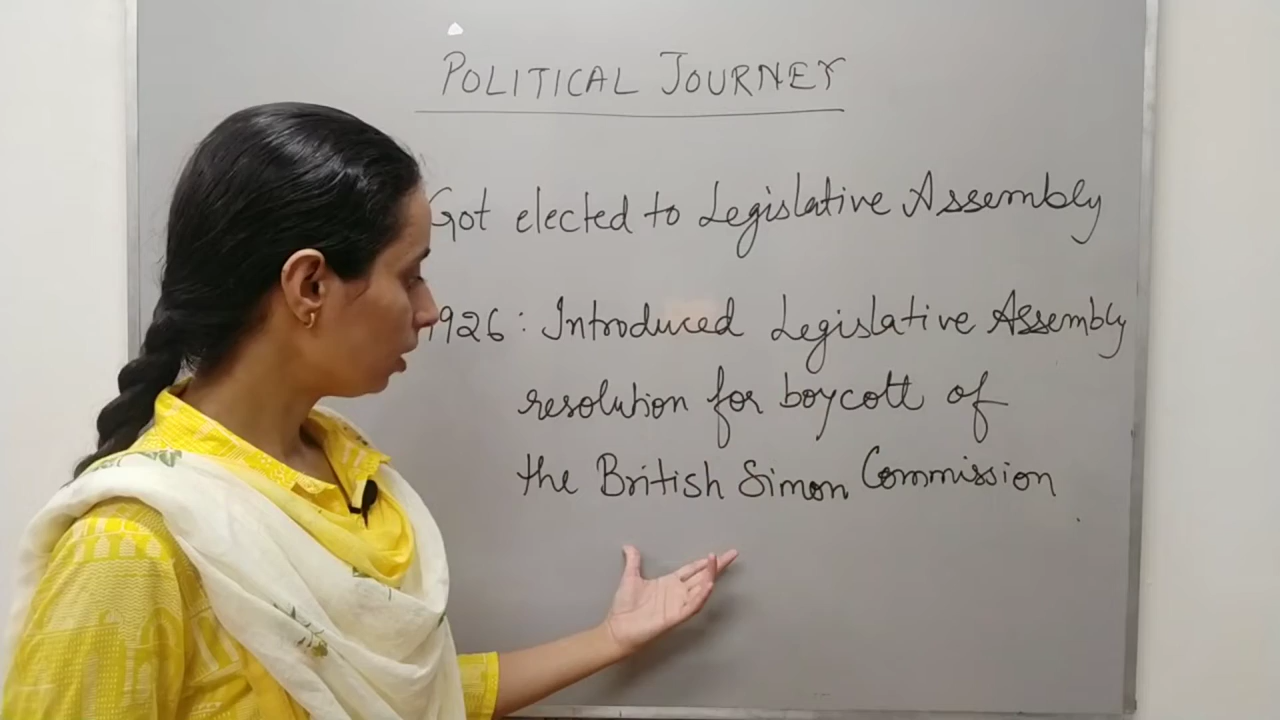 POLITICAL JOURNEY
Got elected to Legislative Assembly
926 : Introduced Legislative Assembly
resolution for boycott of
the British Simon Commission